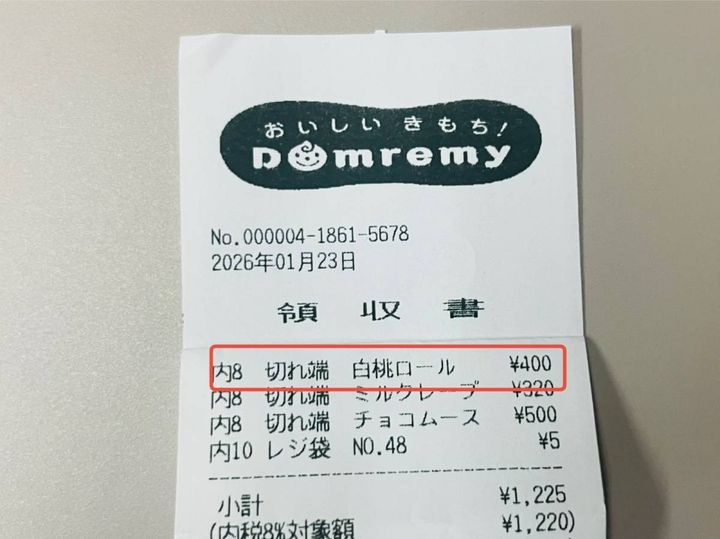 おいしいきもち!
Domremy
No.000004-1861-5678
2026年01月23日
領収書
内8 切れ端 白桃ロール ¥400
内8 切れ端 ミルクレープ ¥320
内8 切れ端 チョコムース ¥500
内10 レジ袋 NO.48 ¥5
小計 ¥1,225
(内税8%対象額 ¥1,220)